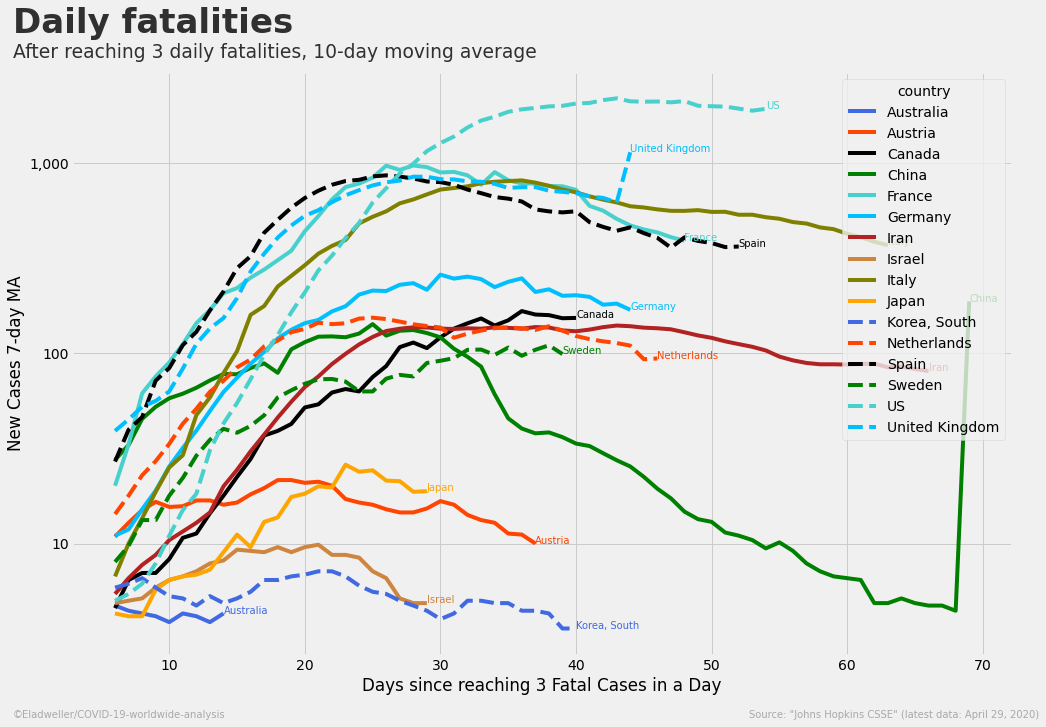 Daily fatalities
After reaching 3 daily fatalities, 10-day moving average
New Cases 7-day MA
1,000
100
10
10
20
30
40
50
60
70
Days since reaching 3 Fatal Cases in a Day
US
United Kingdom
France
Spain
China
Germany
Canada
Sweden
Netherlands
Iran
Japan
Austria
Israel
Australia
Korea, South
country
Australia
Austria
Canada
China
France
Germany
Iran
Israel
Italy
Japan
Korea, South
Netherlands
Spain
Sweden
US
United Kingdom
©Eladweller/COVID-19-worldwide-analysis
Source: "Johns Hopkins CSSE" (latest data: April 29, 2020)